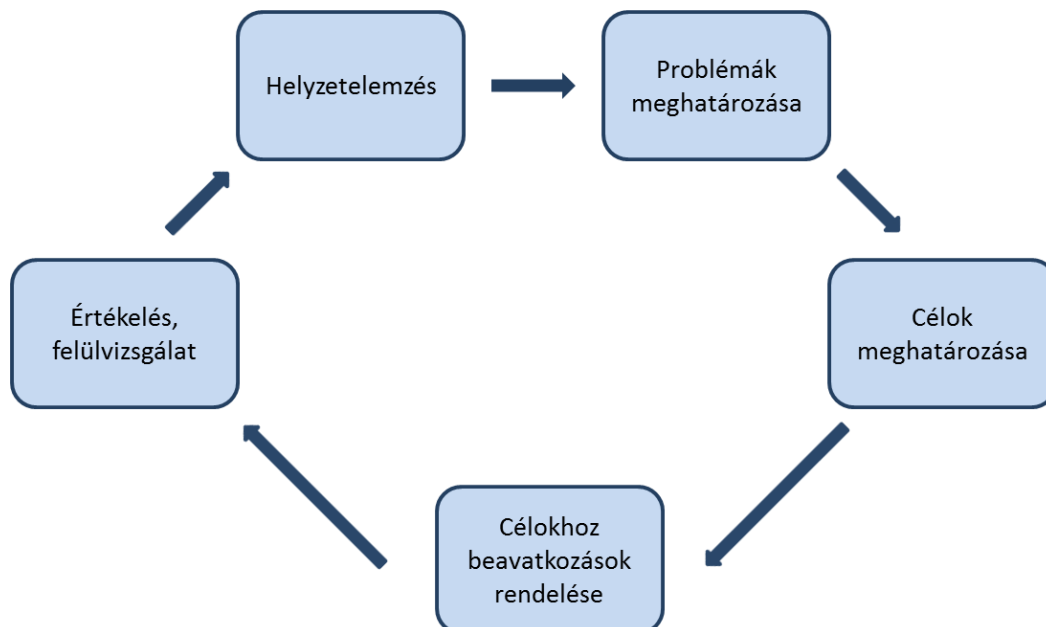 Helyzetelemzés
Problémák
meghatározása
Célok
meghatározása
Célokhoz
beavatkozások
rendelése
Értékelés,
felülvizsgálat